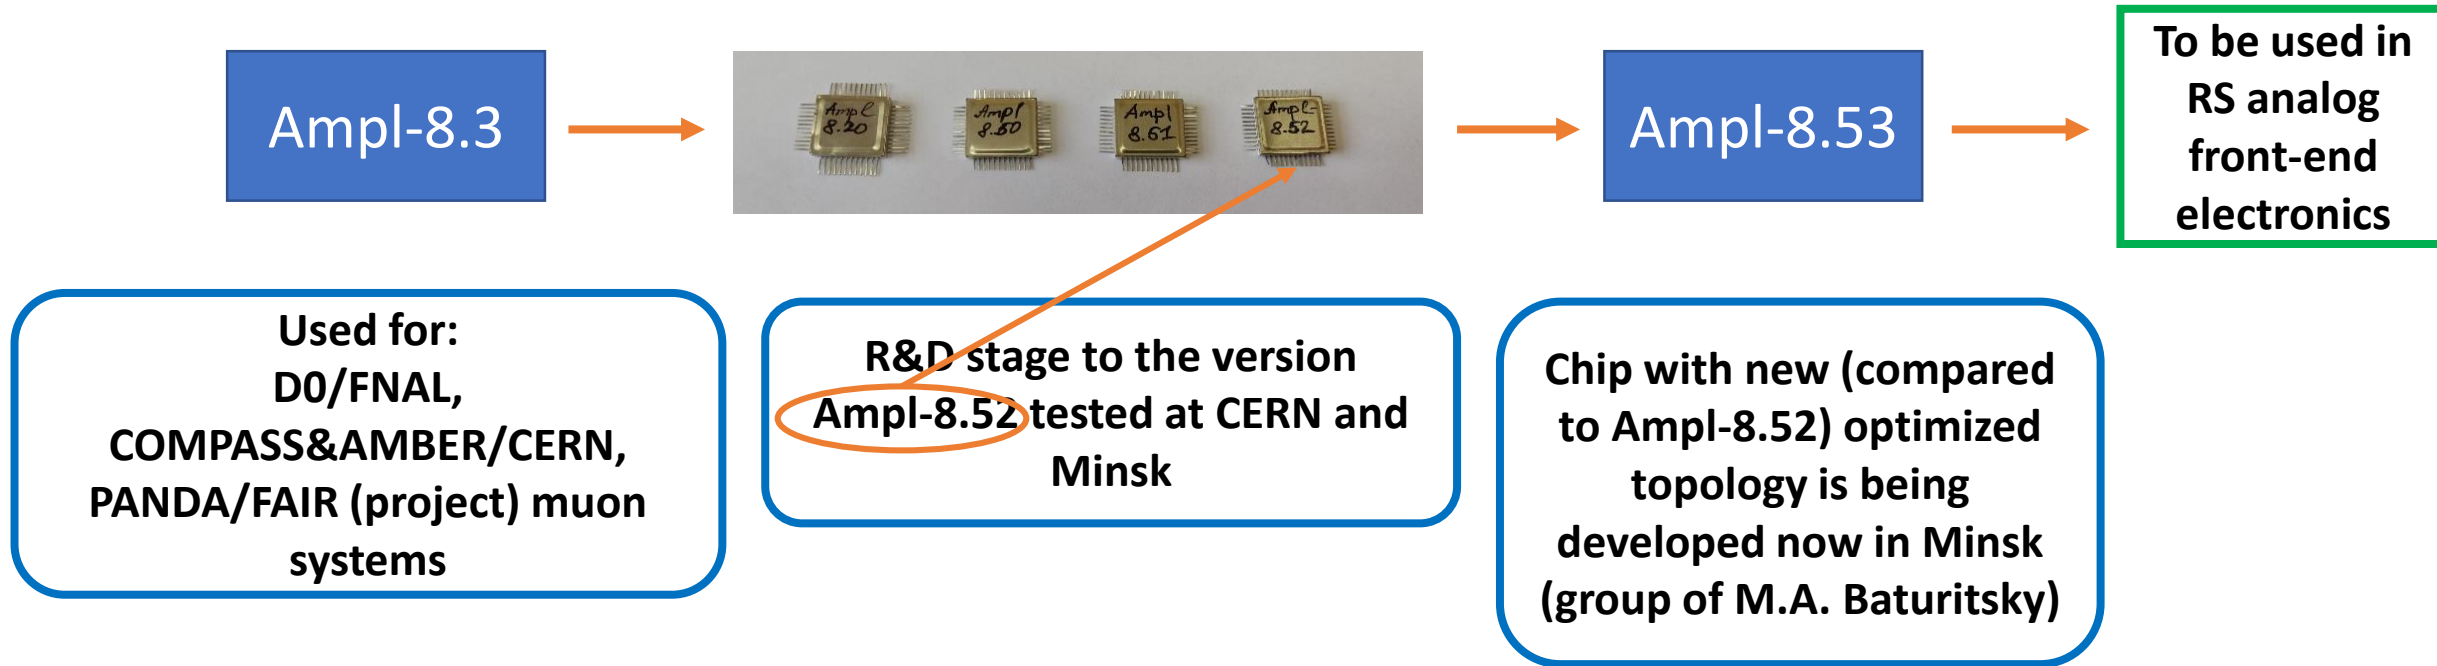 Ampl-8.3
Ampl
8.20
Ampl
8.50
Ampl
8.51
Ampl-
8.52
Ampl-8.53
To be used in
RS analog
front-end
electronics
Used for:
D0/FNAL,
COMPASS&AMBER/CERN,
PANDA/FAIR (project) muon
systems
R&D stage to the version
Ampl-8.52 tested at CERN and
Minsk
Chip with new (compared
to Ampl-8.52) optimized
topology is being
developed now in Minsk
(group of M.A. Baturitsky)